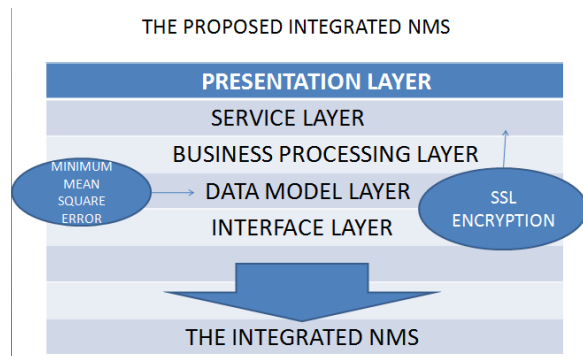 THE PROPOSED INTEGRATED NMS
PRESENTATION LAYER
SERVICE LAYER
BUSINESS PROCESSING LAYER
MINIMUM
MEAN
SQUARE
ERROR
DATA MODEL LAYER
SSL
ENCRYPTION
INTERFACE LAYER
THE INTEGRATED NMS